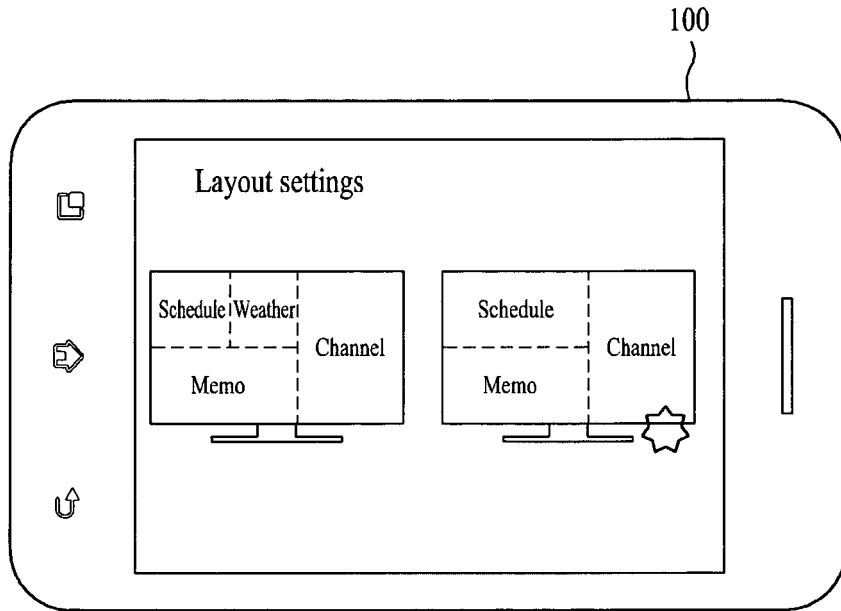 100
Layout settings
Schedule Weather Channel
Memo
Schedule Channel
Memo